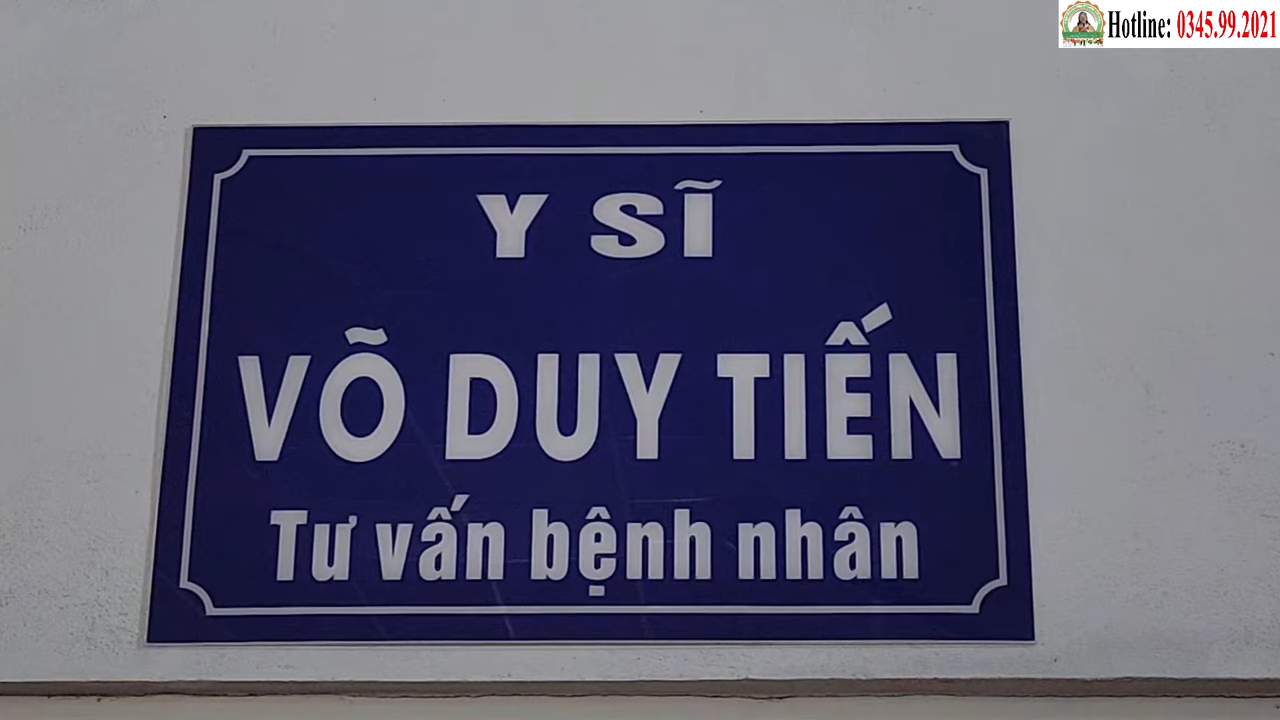 Hotline: 0345.99.2021
Y SĨ
VÕ DUY TIẾN
Tư vấn bệnh nhân